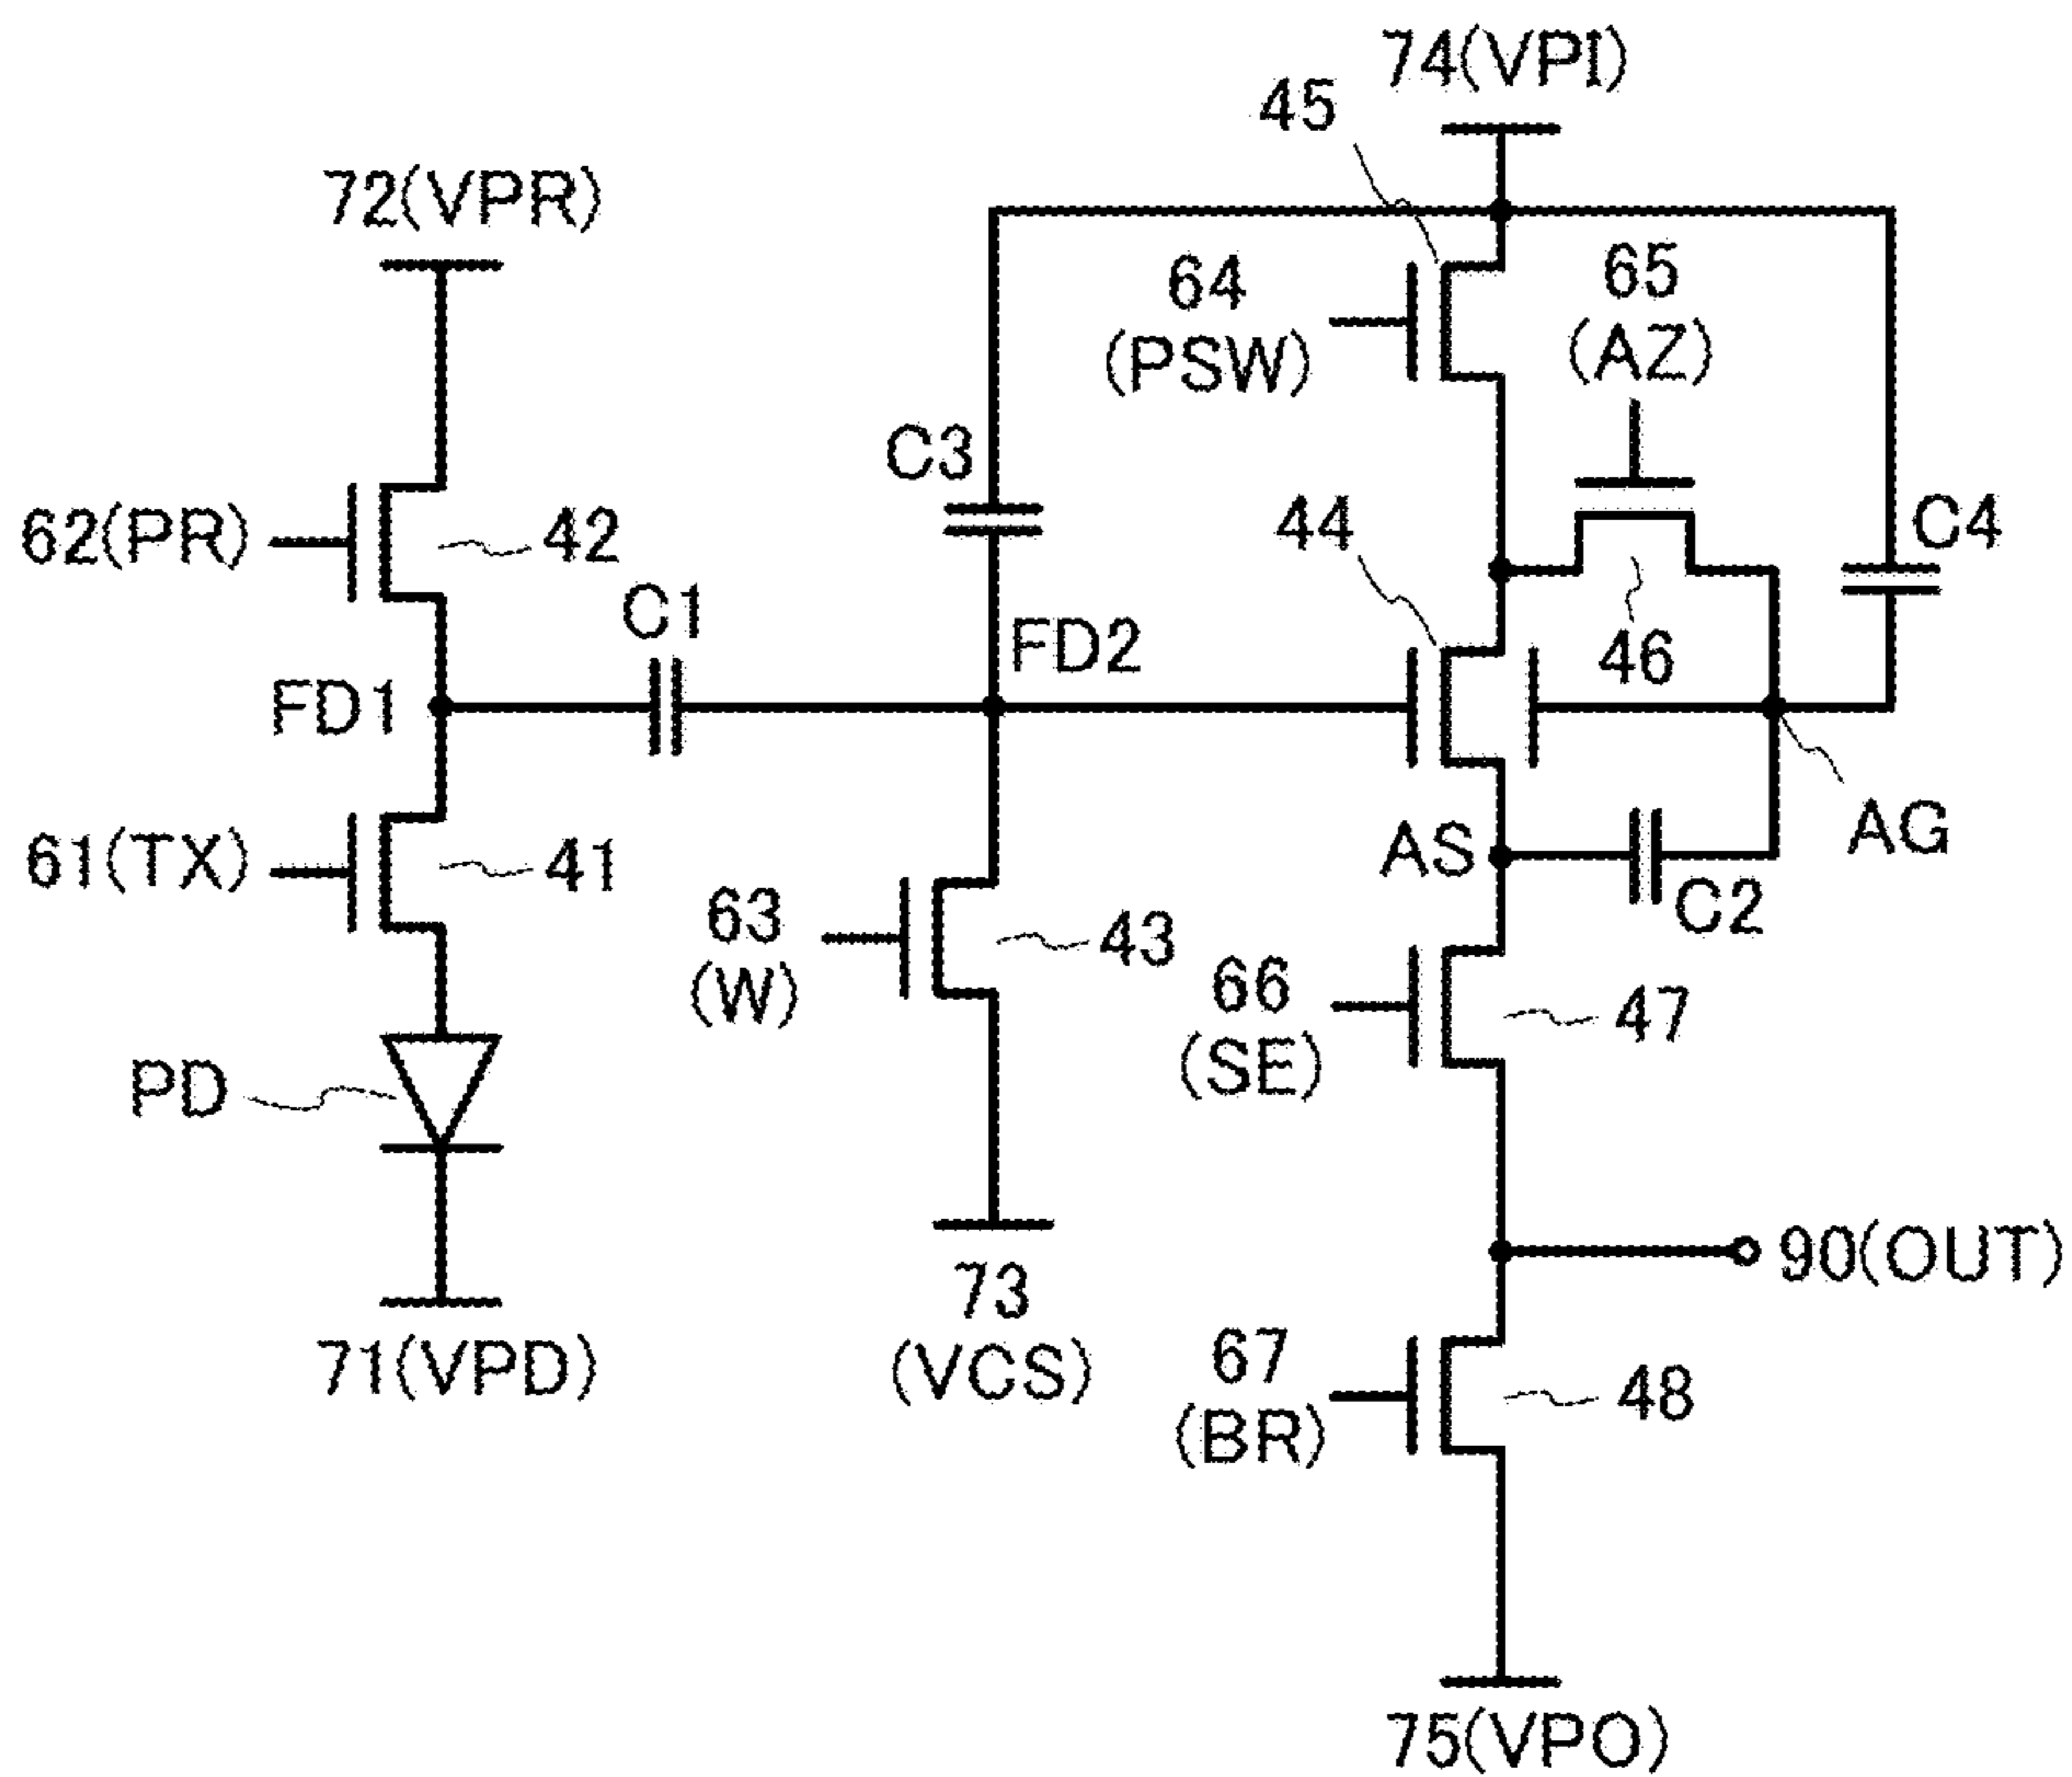 74(VPI)
45
72(VPR)
64
(PSW)
65
(AZ)
C3
62(PR)
42
44
C4
C1
FD2
46
FD1
61(TX)
41
AS
AG
63
(W)
43
C2
66
(SE)
47
PD
90(OUT)
73
(VCS)
71(VPD)
67
(BR)
48
75(VPO)